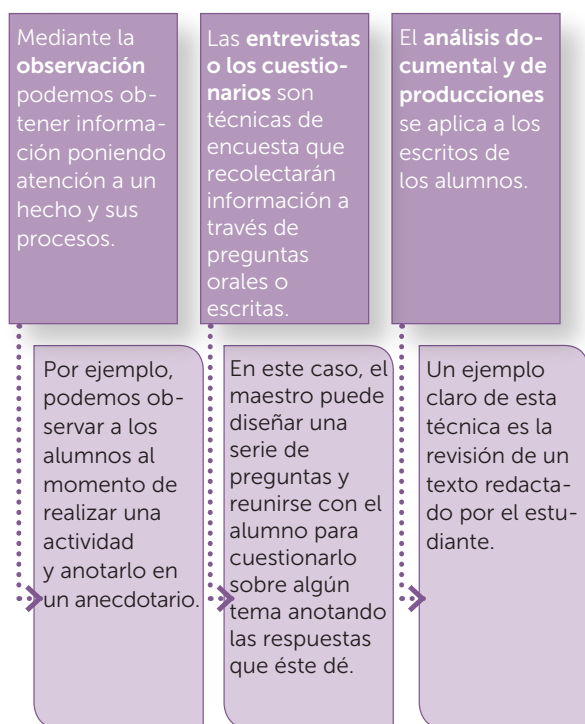 Mediante la
observación
podemos ob-
tener informa-
ción poniendo
atención a un
hecho y sus
procesos.
Las entrevistas
o los cuestio-
narios son
técnicas de
encuesta que
recolectarán
información a
través de
preguntas
orales o
escritas.
El análisis do-
cumental y de
producciones
se aplica a los
escritos de
los alumnos.
Por ejemplo,
podemos ob-
servar a los
alumnos al
momento de
realizar una
actividad
y anotarlo en
un anecdotario.
En este caso, el
maestro puede
diseñar una
serie de
preguntas y
reunirse con el
alumno para
cuestionarlo
sobre algún
tema anotando
las respuestas
que éste dé.
Un ejemplo
claro de esta
técnica es la
revisión de un
texto redacta-
do por el estu-
diante.